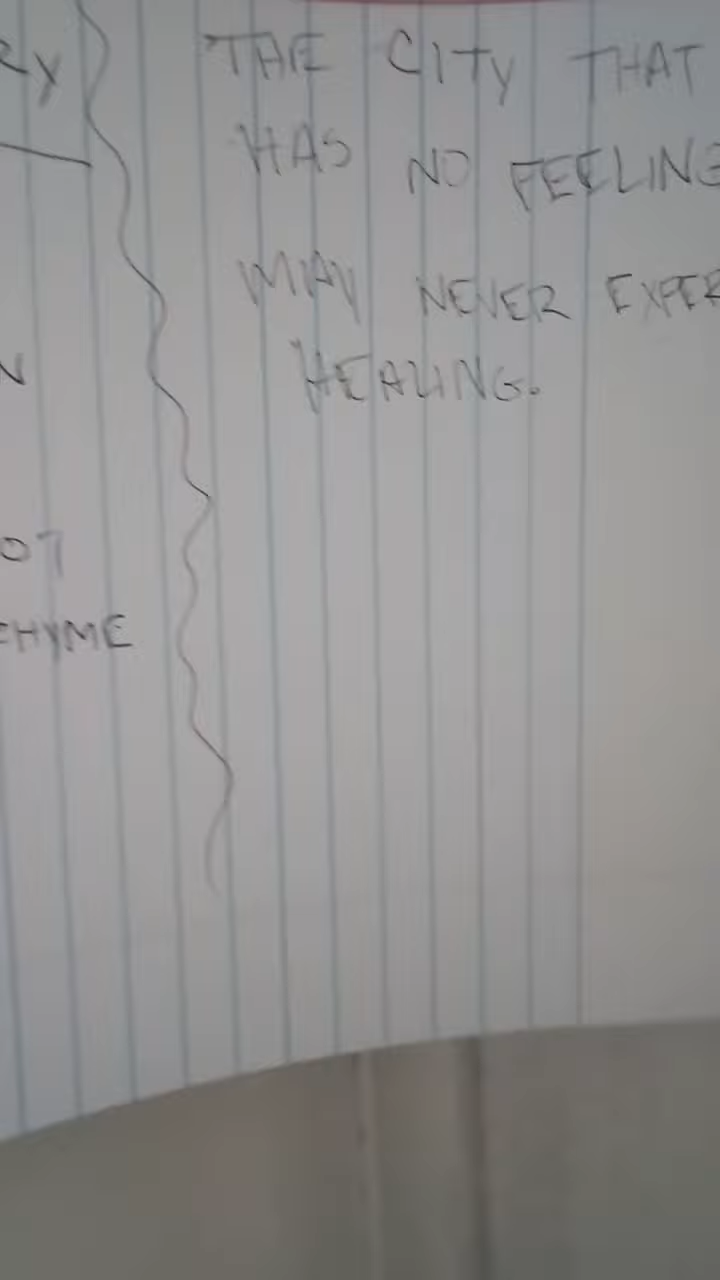 RY
N
OT
RHYME
THE CITY THAT
HAS NO FEELING
MAY NEVER EXPER
HEALING.